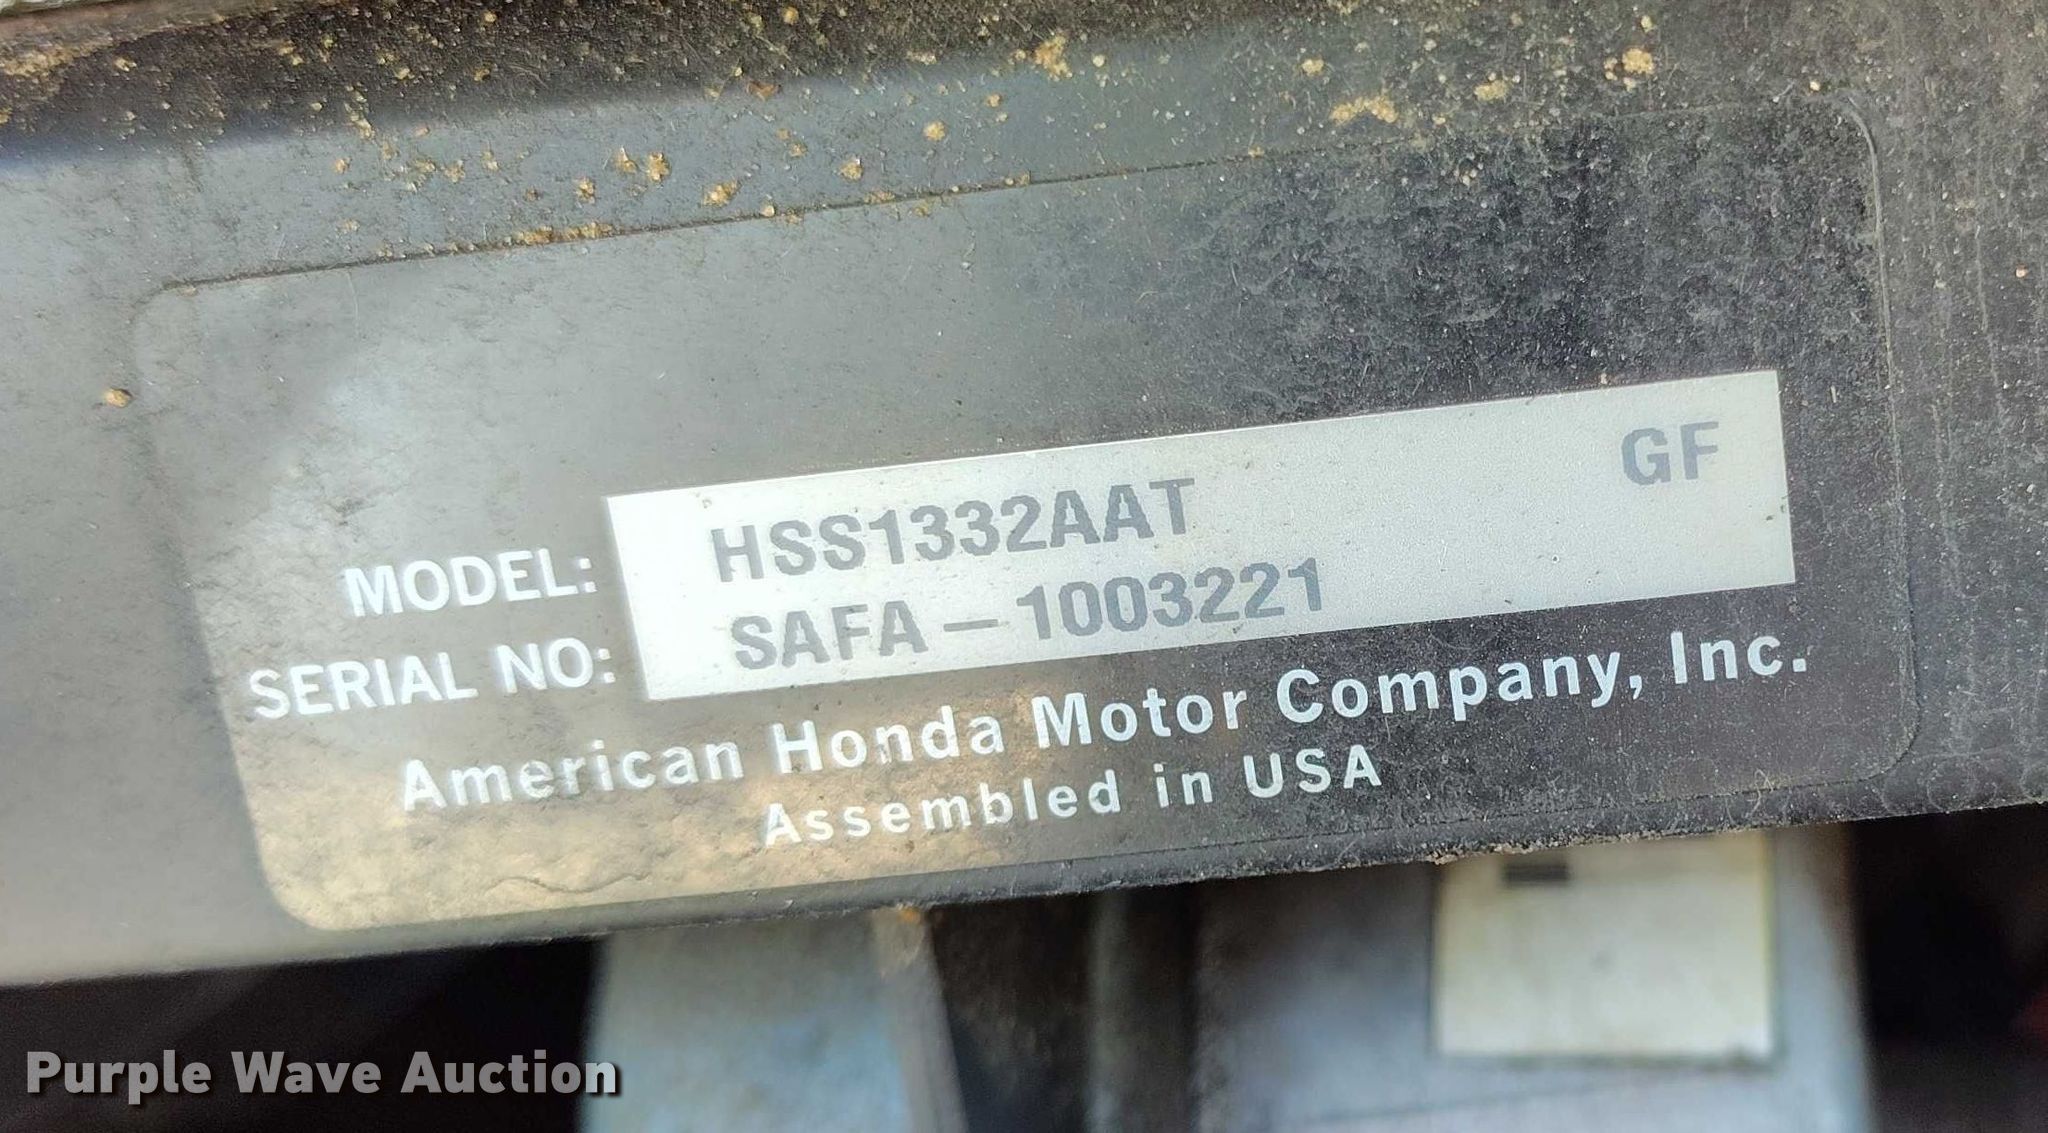 MODEL: HSS1332AAT GF
SERIAL NO: SAFA-1003221
American Honda Motor Company, Inc.
Assembled in USA
Purple Wave Auction